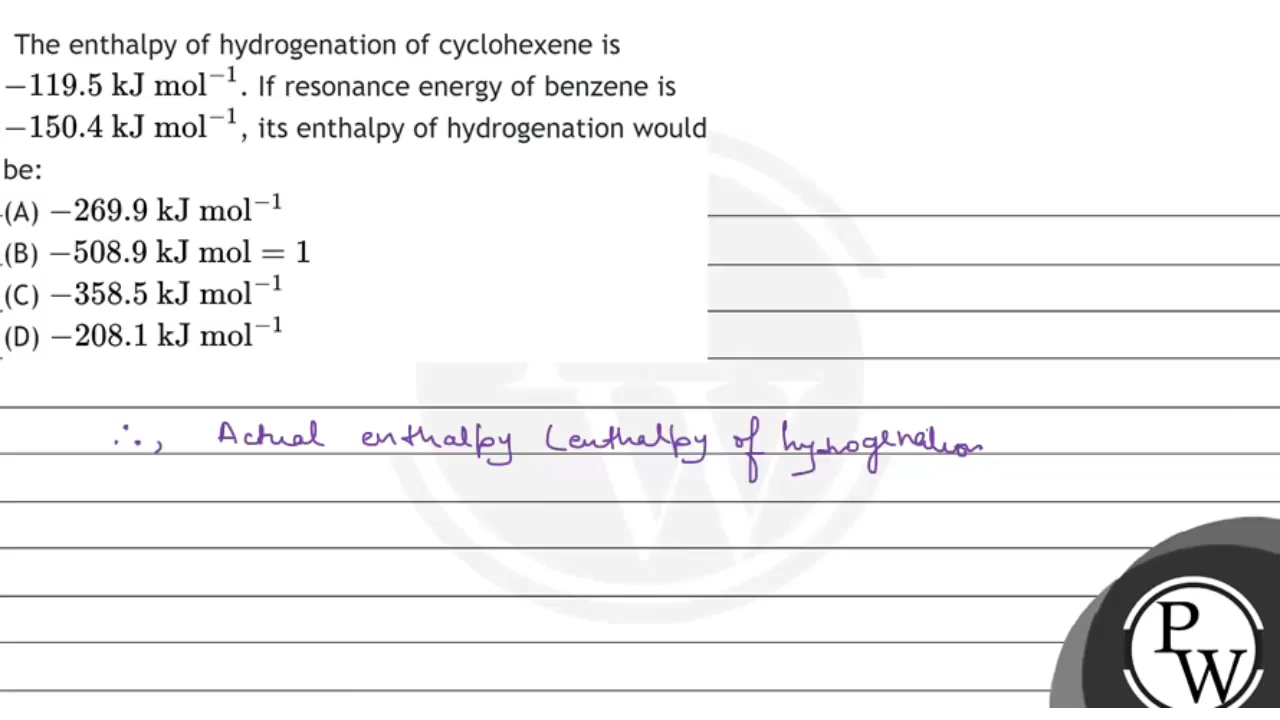 The enthalpy of hydrogenation of cyclohexene is
−119.5 kJ mol⁻¹. If resonance energy of benzene is
−150.4 kJ mol⁻¹, its enthalpy of hydrogenation would
be:
(A) −269.9 kJ mol⁻¹
(B) −508.9 kJ mol = 1
(C) −358.5 kJ mol⁻¹
(D) −208.1 kJ mol⁻¹
∴, Actual enthalpy (enthalpy of hydrogenation
P
W
W